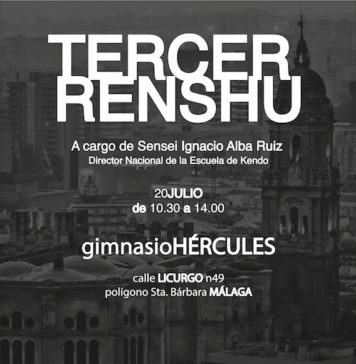 TERCER
RENSHU
A cargo de Sensei Ignacio Alba Ruiz
Director Nacional de la Escuela de Kendo
20JULIO
de 10.30 a 14.00
gimnasioHÉRCULES
calle LICURGO n49
polígono Sta. Bárbara MÁLAGA